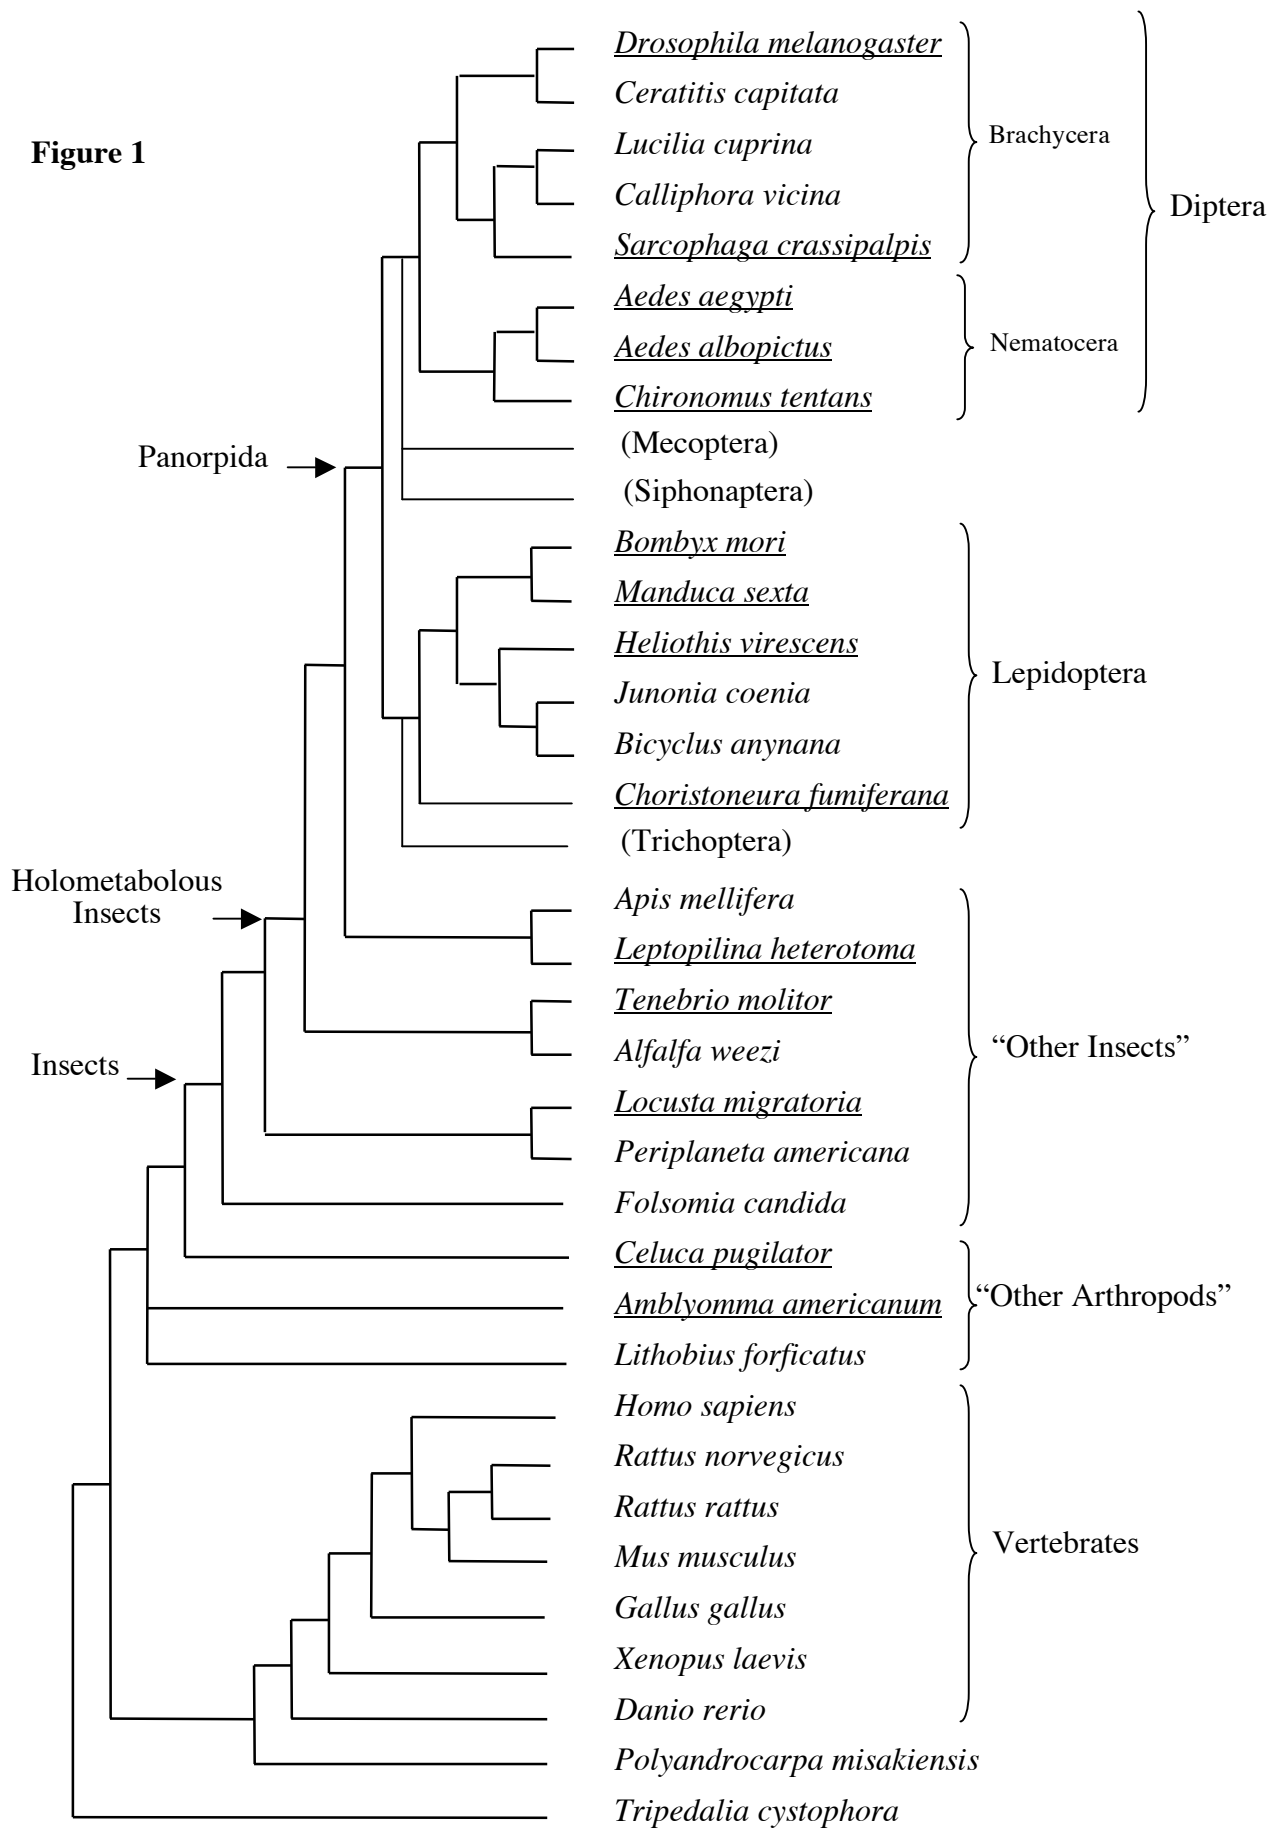 Figure 1
Drosophila melanogaster
Ceratitis capitata
Lucilia cuprina
Calliphora vicina
Sarcophaga crassipalpis
Brachycera
Diptera
Aedes aegypti
Aedes albopictus
Chironomus tentans
Nematocera
(Mecoptera)
Panorpida
(Siphonaptera)
Bombyx mori
Manduca sexta
Heliothis virescens
Junonia coenia
Bicyclus anynana
Choristoneura fumiferana
Lepidoptera
(Trichoptera)
Holometabolous
Insects
Apis mellifera
Leptopilina heterotoma
Tenebrio molitor
Alfalfa weezi
Locusta migratoria
Periplaneta americana
Folsomia candida
“Other Insects”
Insects
Celuca pugilator
Amblyomma americanum
Lithobius forficatus
“Other Arthropods”
Homo sapiens
Rattus norvegicus
Rattus rattus
Mus musculus
Gallus gallus
Xenopus laevis
Danio rerio
Vertebrates
Polyandrocarpa misakiensis
Tripedalia cystophora